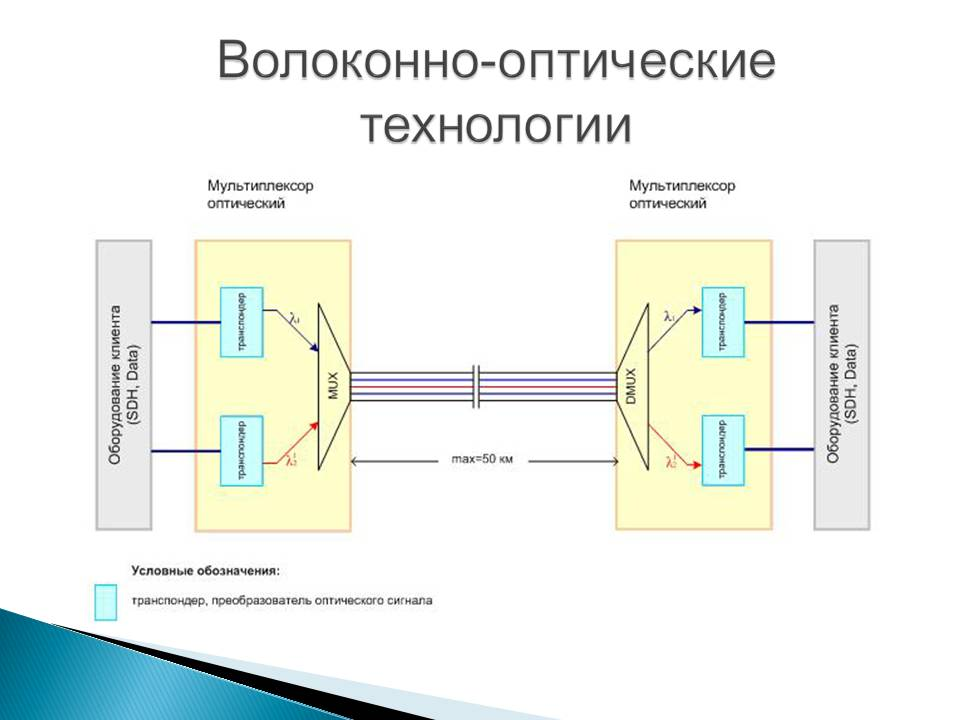 Волоконно-оптические
технологии
Мультиплексор
оптический
Мультиплексор
оптический
Оборудование клиента
(SDH, Data)
транспондер
λ1
транспондер
λ2
MUX
max=50 км
DMUX
λ1
транспондер
λ2
транспондер
Оборудование клиента
(SDH, Data)
Условные обозначения:
транспондер, преобразователь оптического сигнала